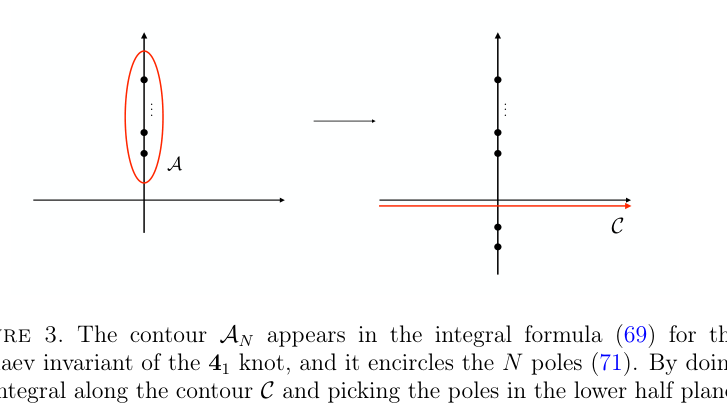 ⋮
𝒜
⋮
𝒞
URE 3. The contour 𝒜_N appears in the integral formula (69) for th
aev invariant of the 4_1 knot, and it encircles the N poles (71). By doin
ntegral along the contour 𝒞 and picking the poles in the lower half plan